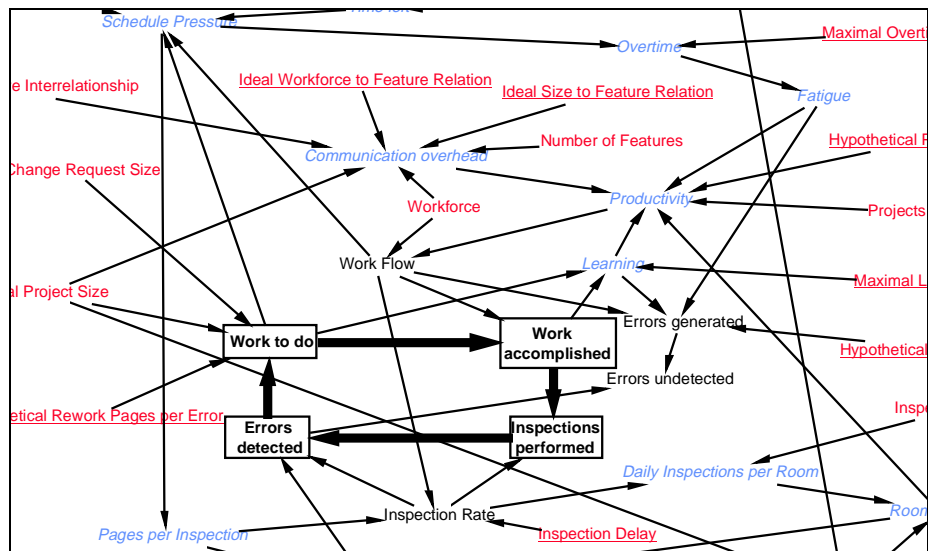 Schedule Pressure
Overtime
Maximal Overti
Ideal Workforce to Feature Relation
e Interrelationship
Ideal Size to Feature Relation
Fatigue
Number of Features
Hypothetical
Communication overhead
Change Request Size
Productivity
Workforce
Projects
Work Flow
Learning
Maximal L
al Project Size
Errors generated
Work to do
Work
accomplished
Hypothetical
Errors undetected
etical Rework Pages per Error
Inspe
Errors
detected
Inspections
performed
Daily Inspections per Room
Inspection Rate
Room
Pages per Inspection
Inspection Delay